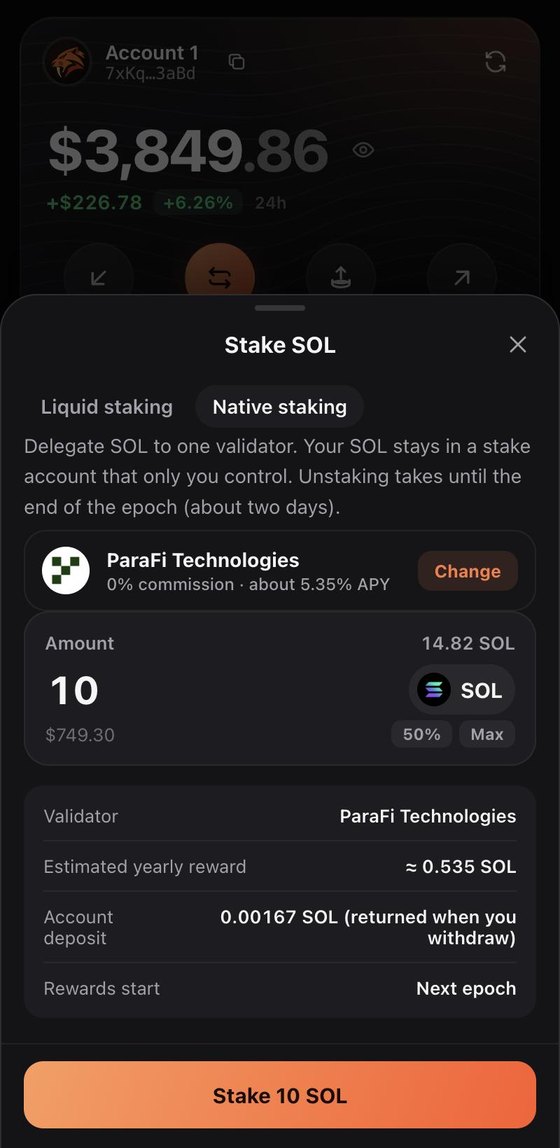 Account 1
7xKq...3aBd
$3,849.86
+$226.78 +6.26% 24h
Stake SOL
Liquid staking Native staking
Delegate SOL to one validator. Your SOL stays in a stake
account that only you control. Unstaking takes until the
end of the epoch (about two days).
ParaFi Technologies
0% commission · about 5.35% APY
Change
Amount 14.82 SOL
10 SOL
$749.30 50% Max
Validator ParaFi Technologies
Estimated yearly reward ≈ 0.535 SOL
Account
deposit
0.00167 SOL (returned when you
withdraw)
Rewards start Next epoch
Stake 10 SOL